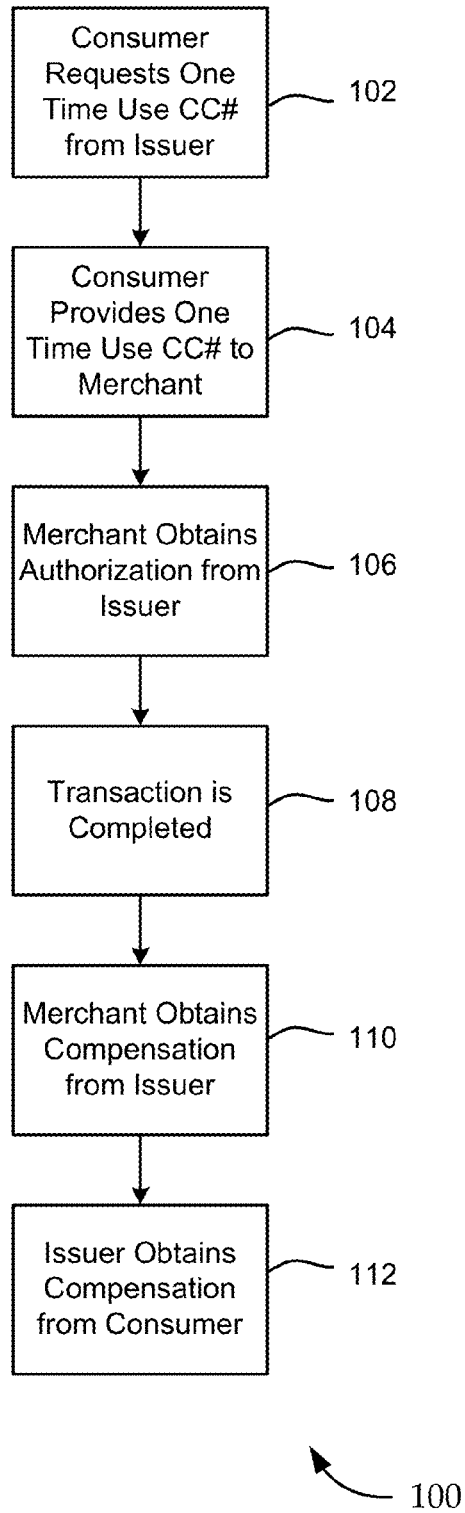 Consumer
Requests One
Time Use CC#
from Issuer
102
Consumer
Provides One
Time Use CC# to
Merchant
104
Merchant Obtains
Authorization from
Issuer
106
Transaction is
Completed
108
Merchant Obtains
Compensation
from Issuer
110
Issuer Obtains
Compensation
from Consumer
112
100